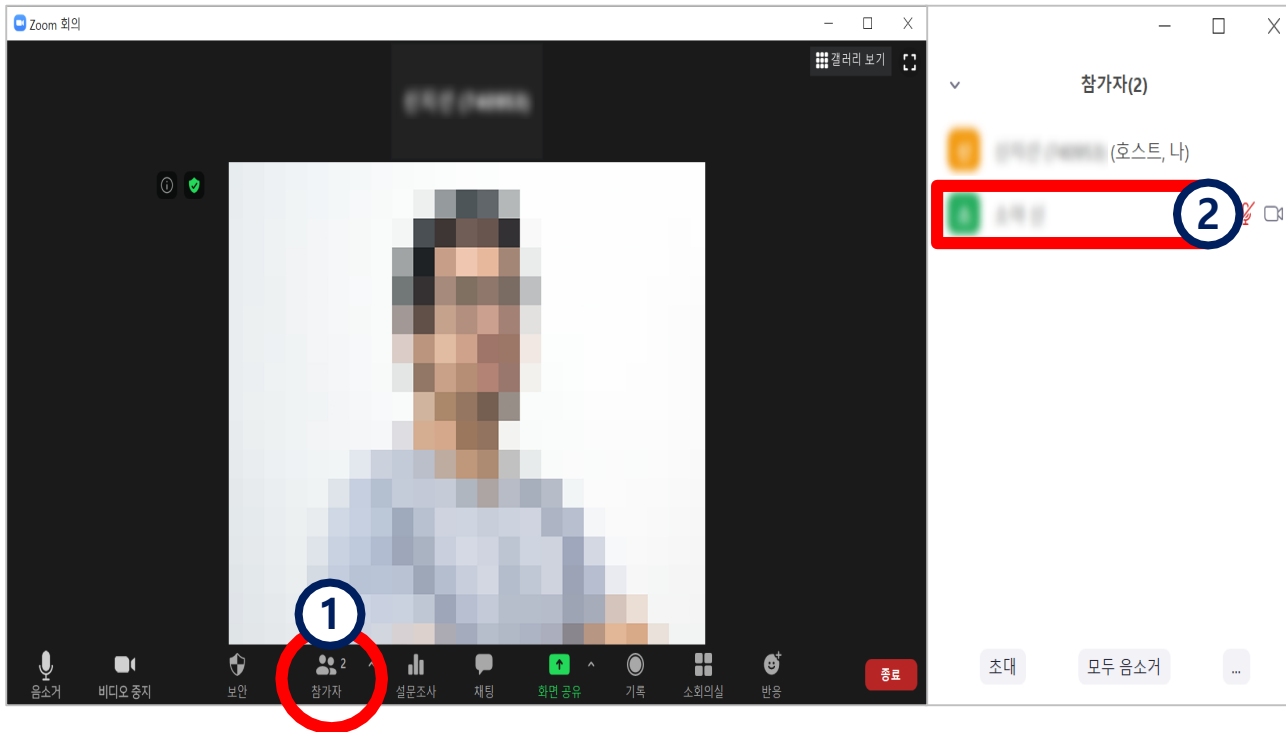 Zoom 회의
갤러리 보기
참가자(2)
(호스트, 나)
2
1
2
음소거
비디오 중지
보안
참가자
설문조사
채팅
화면 공유
기록
소회의실
반응
종료
초대
모두 음소거
...